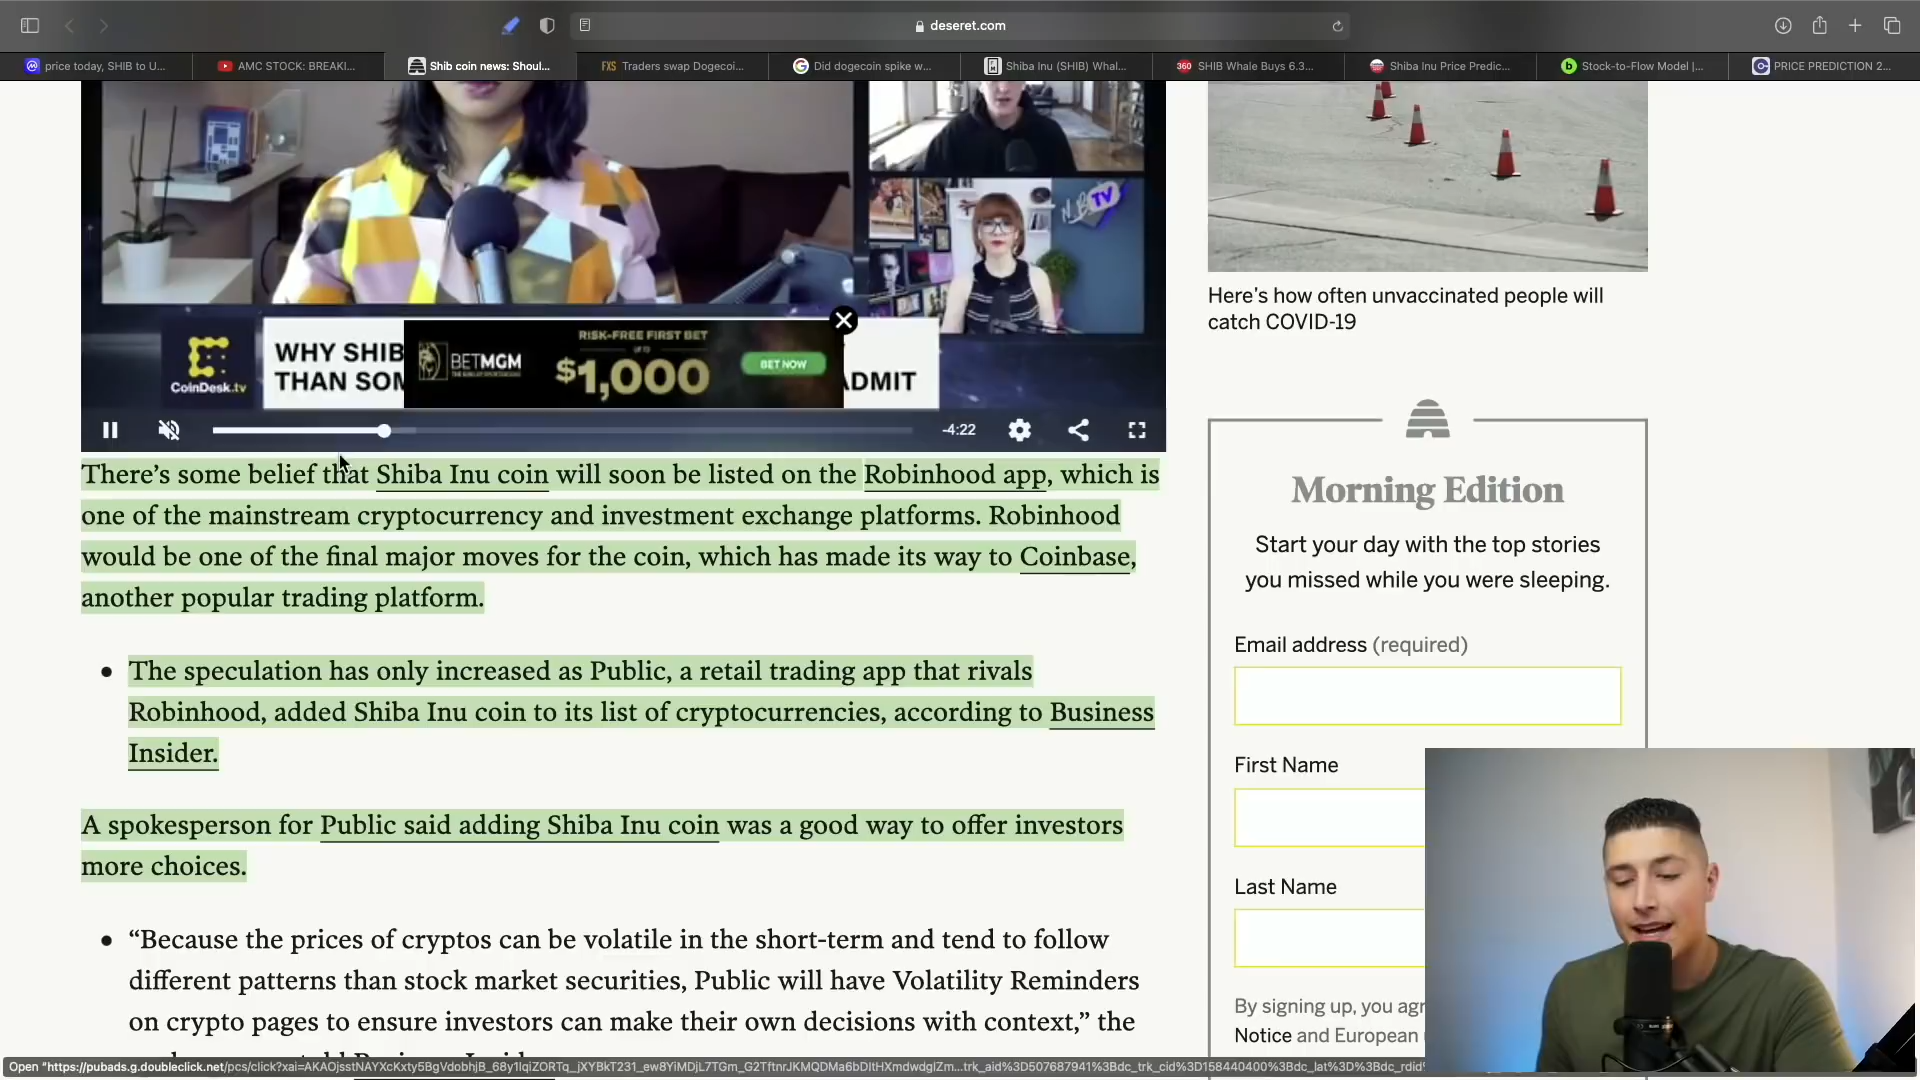 deseret.com
price today, SHIB to U...
AMC STOCK: BREAKI...
Shib coin news: Shoul...
FXS Traders swap Dogecoi...
Did dogecoin spike w...
Shiba Inu (SHIB) Whal...
360 SHIB Whale Buys 6.3...
Shiba Inu Price Predic...
Stock-to-Flow Model |...
PRICE PREDICTION 2...
TV
CoinDesk.tv
WHY SHIB
THAN SOM
ADMIT
BETMGM
RISK-FREE FIRST BET
UP TO
$1,000
BET NOW
-4:22
There's some belief that Shiba Inu coin will soon be listed on the Robinhood app, which is
one of the mainstream cryptocurrency and investment exchange platforms. Robinhood
would be one of the final major moves for the coin, which has made its way to Coinbase,
another popular trading platform.
• The speculation has only increased as Public, a retail trading app that rivals
Robinhood, added Shiba Inu coin to its list of cryptocurrencies, according to Business
Insider.
A spokesperson for Public said adding Shiba Inu coin was a good way to offer investors
more choices.
• “Because the prices of cryptos can be volatile in the short-term and tend to follow
different patterns than stock market securities, Public will have Volatility Reminders
on crypto pages to ensure investors can make their own decisions with context,” the
Here's how often unvaccinated people will
catch COVID-19
Morning Edition
Start your day with the top stories
you missed while you were sleeping.
Email address (required)
First Name
Last Name
By signing up, you agr
Notice and European